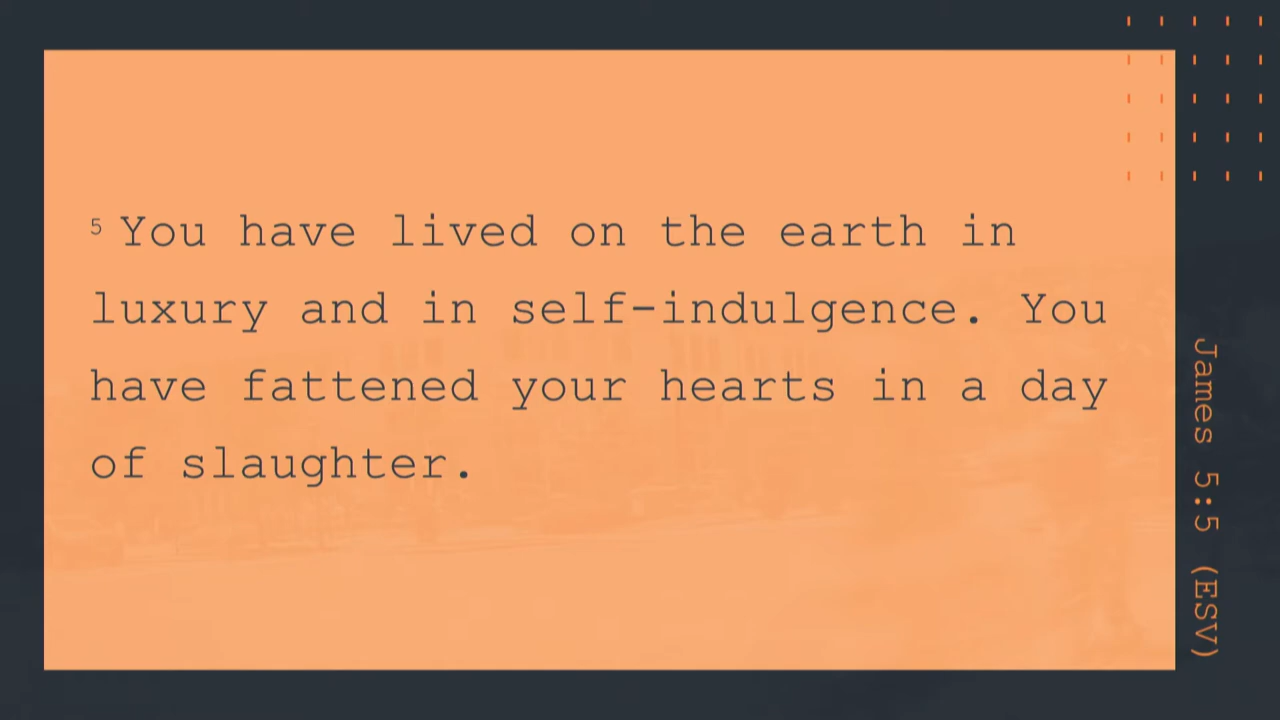 5 You have lived on the earth in
luxury and in self-indulgence. You
have fattened your hearts in a day
of slaughter.
James 5:5 (ESV)